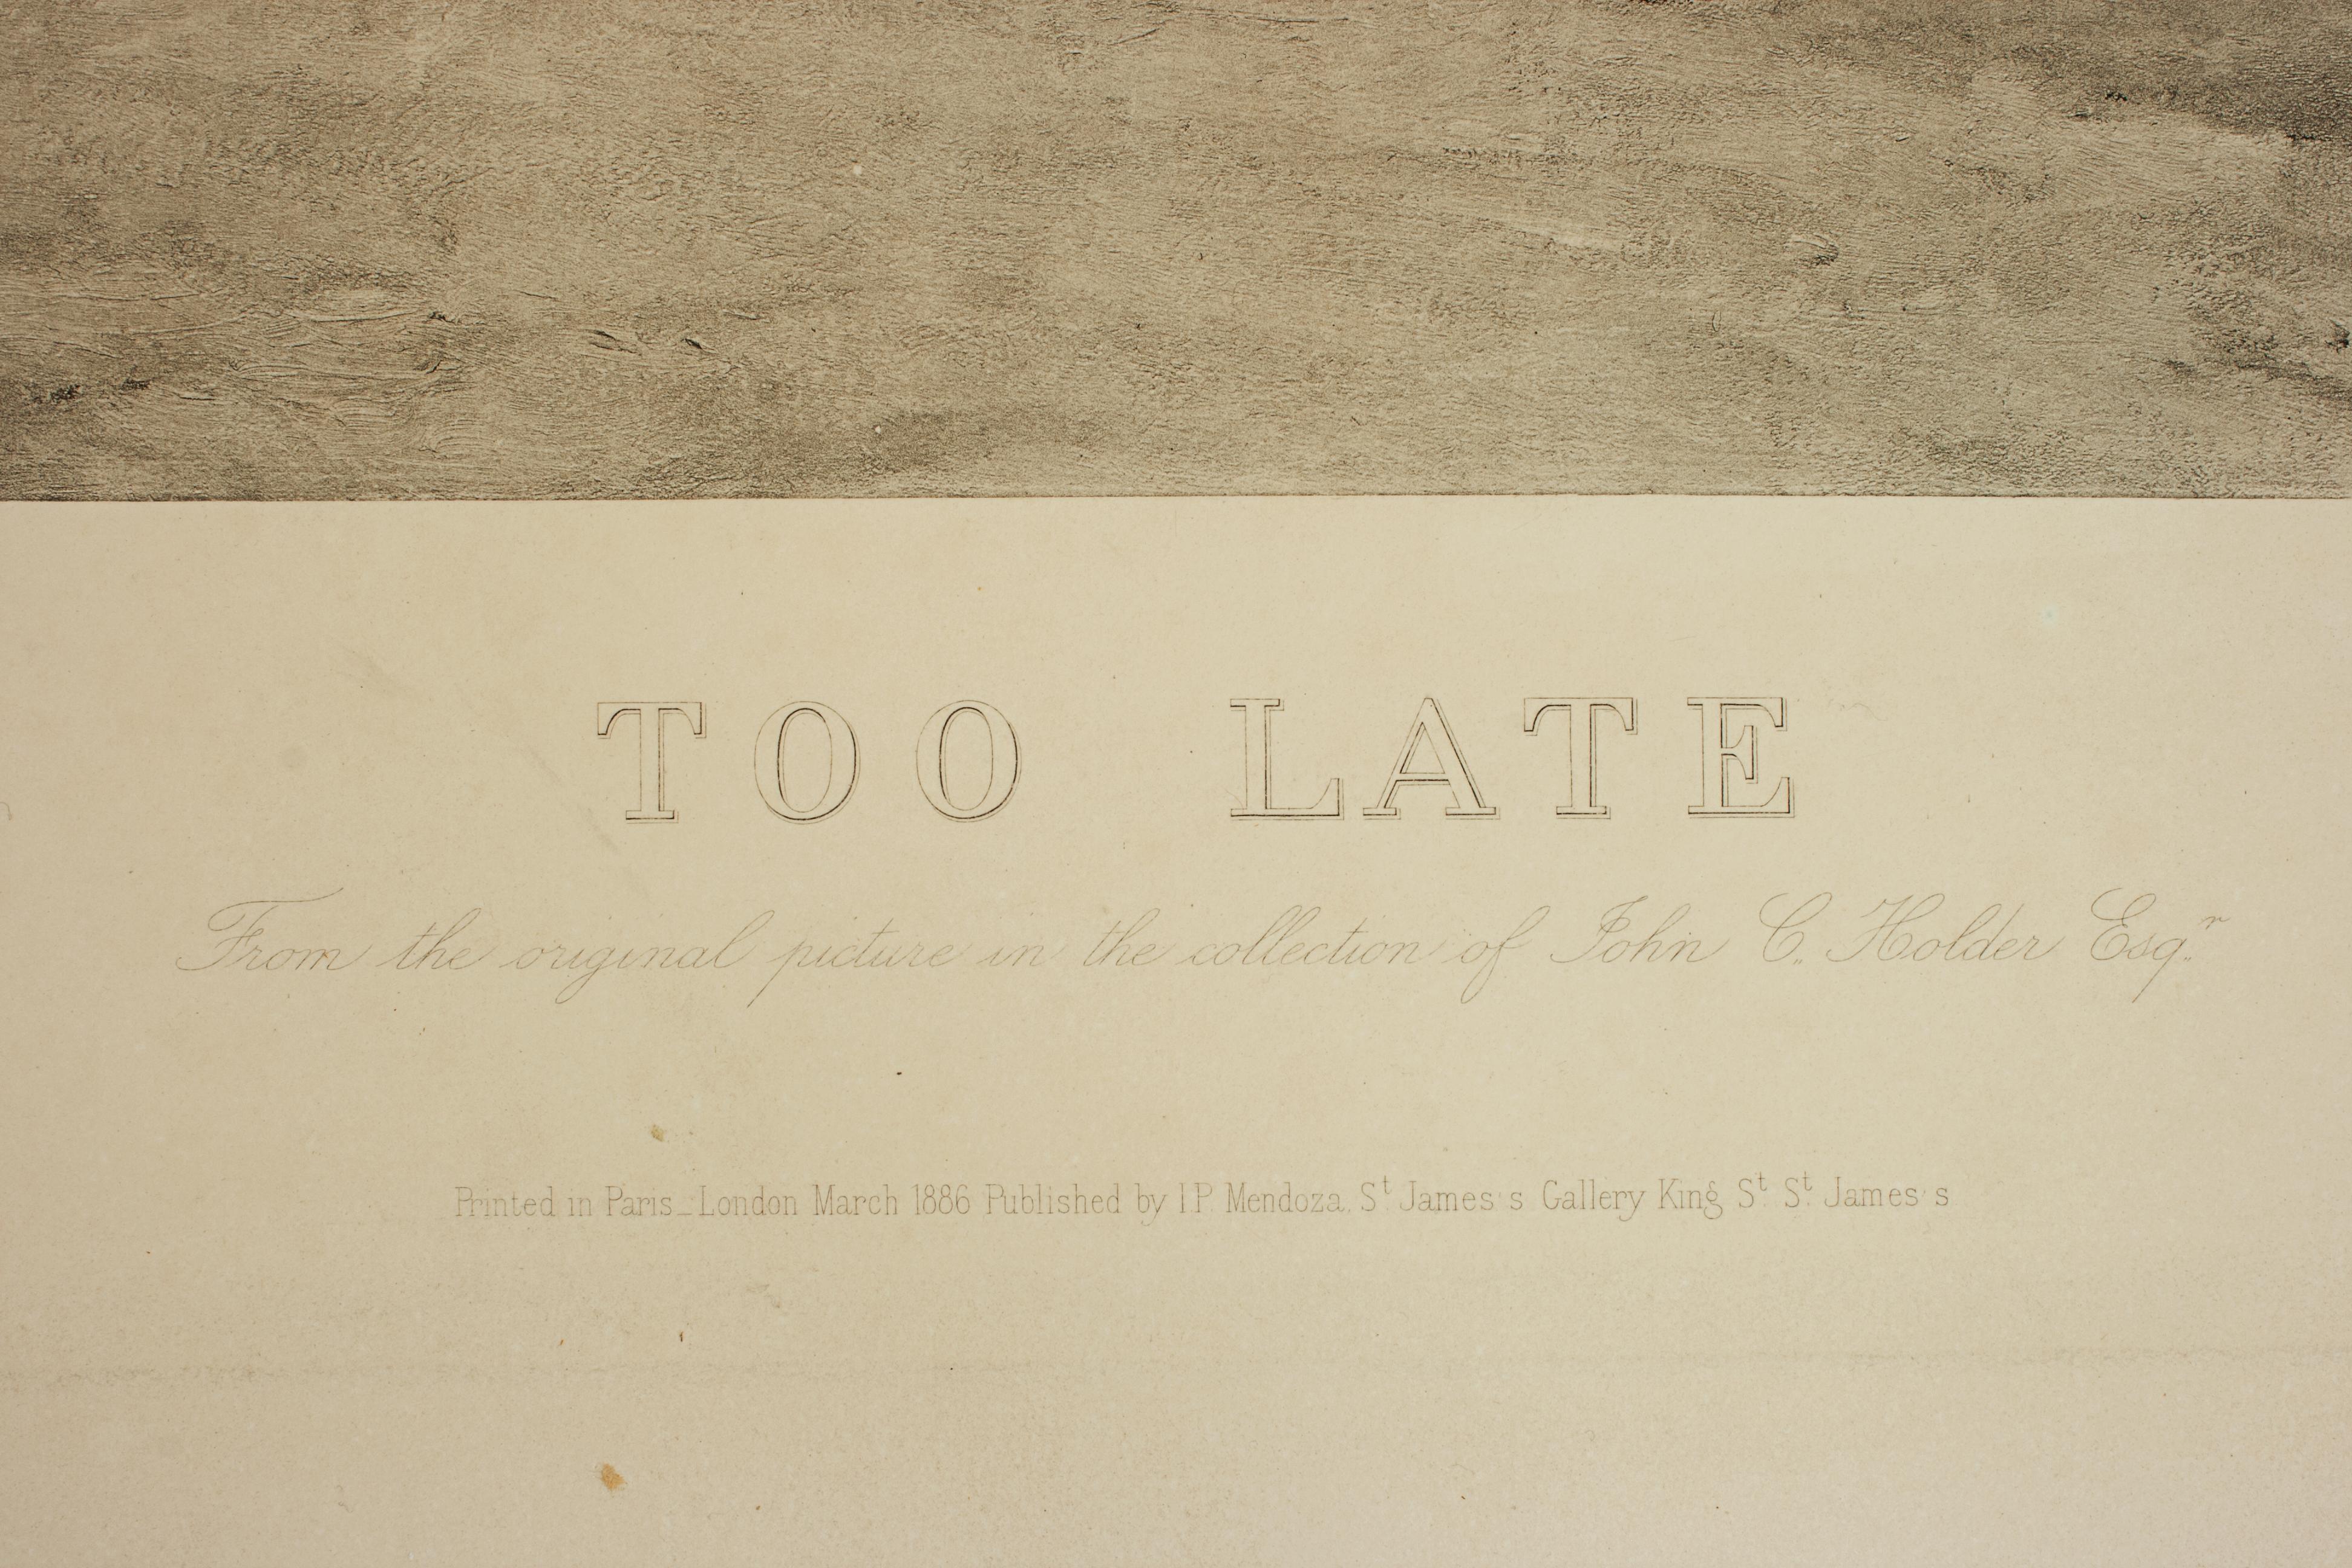 TOO LATE
From the original picture in the collection of John C. Holder Esqr.
Printed in Paris_London March 1886 Published by I.P. Mendoza, St James's Gallery King St St James's